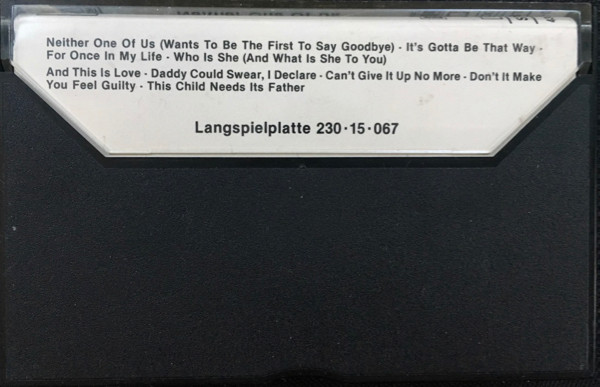 Neither One Of Us (Wants To Be The First To Say Goodbye) · It's Gotta Be That Way ·
For Once In My Life · Who Is She (And What Is She To You)
And This Is Love · Daddy Could Swear, I Declare · Can't Give It Up No More · Don't It Make
You Feel Guilty · This Child Needs Its Father
Langspielplatte 230·15·067